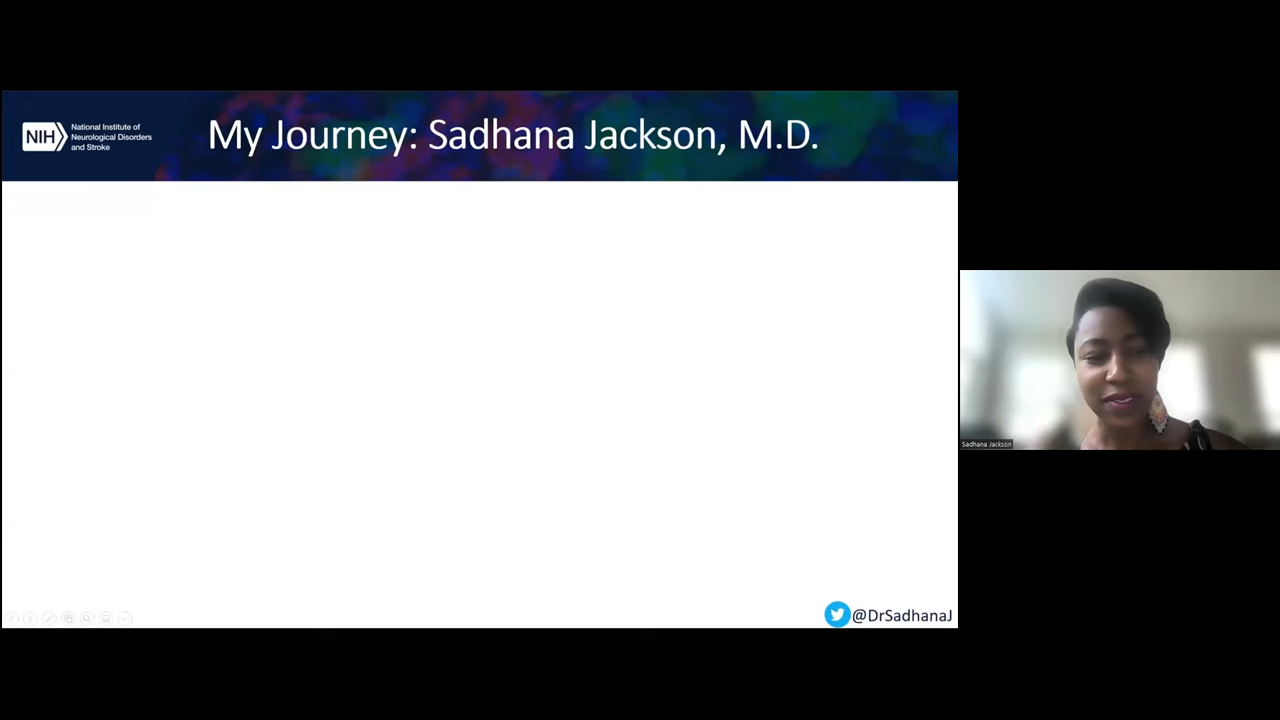 NIH
National Institute of
Neurological Disorders
and Stroke
My Journey: Sadhana Jackson, M.D.
Sadhana Jackson
@DrSadhanaJ